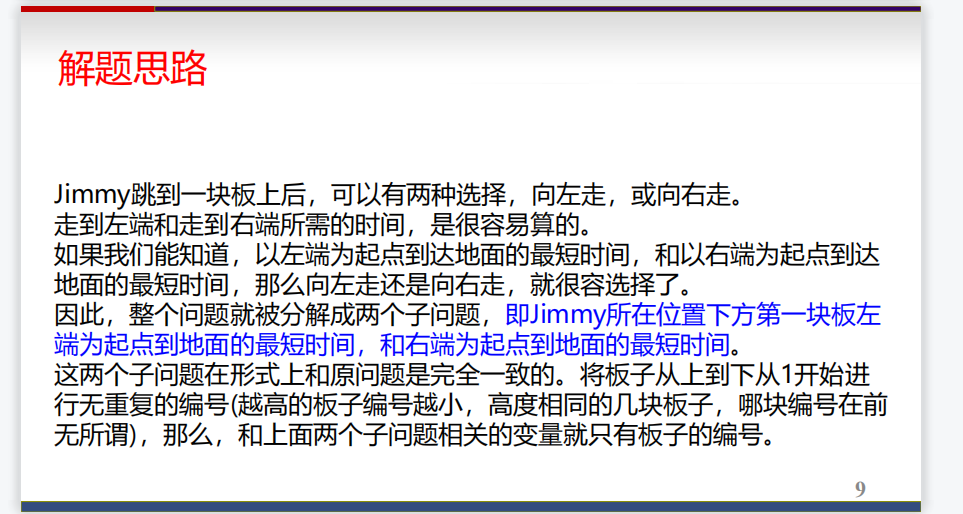 解题思路
Jimmy跳到一块板上后，可以有两种选择，向左走，或向右走。
走到左端和走到右端所需的时间，是很容易算的。
如果我们能知道，以左端为起点到达地面的最短时间，和以右端为起点到达
地面的最短时间，那么向左走还是向右走，就很容选择了。
因此，整个问题就被分解成两个子问题，即Jimmy所在位置下方第一块板左
端为起点到地面的最短时间，和右端为起点到地面的最短时间。
这两个子问题在形式上和原问题是完全一致的。将板子从上到下从1开始进
行无重复的编号(越高的板子编号越小，高度相同的几块板子，哪块编号在前
无所谓)，那么，和上面两个子问题相关的变量就只有板子的编号。
9